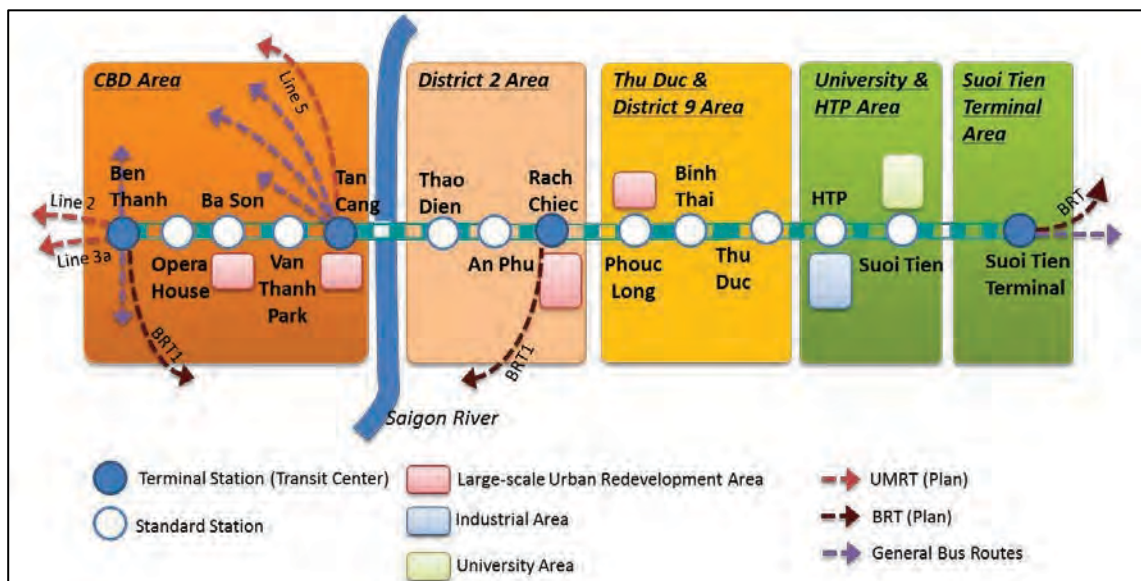 CBD Area
District 2 Area
Thu Duc &
District 9 Area
University &
HTP Area
Suoi Tien
Terminal
Area
Line 5
Line 2
Line 3a
Ben
Thanh
Opera
House
Ba Son
Van
Thanh
Park
Tan
Cang
Thao
Dien
An Phu
Rach
Chiec
Phouc
Long
Binh
Thai
Thu
Duc
HTP
Suoi Tien
Suoi Tien
Terminal
BRT
BRT1
BRT1
Saigon River
Terminal Station (Transit Center)
Standard Station
Large-scale Urban Redevelopment Area
Industrial Area
University Area
UMRT (Plan)
BRT (Plan)
General Bus Routes